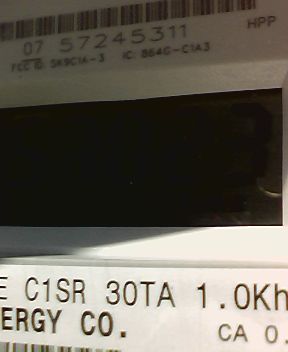 07 57245311 HPP
FCC ID: SK9C1A-3 IC: 864G-C1A3
E C1SR 30TA 1.0Kh
ERGY CO. CA 0.